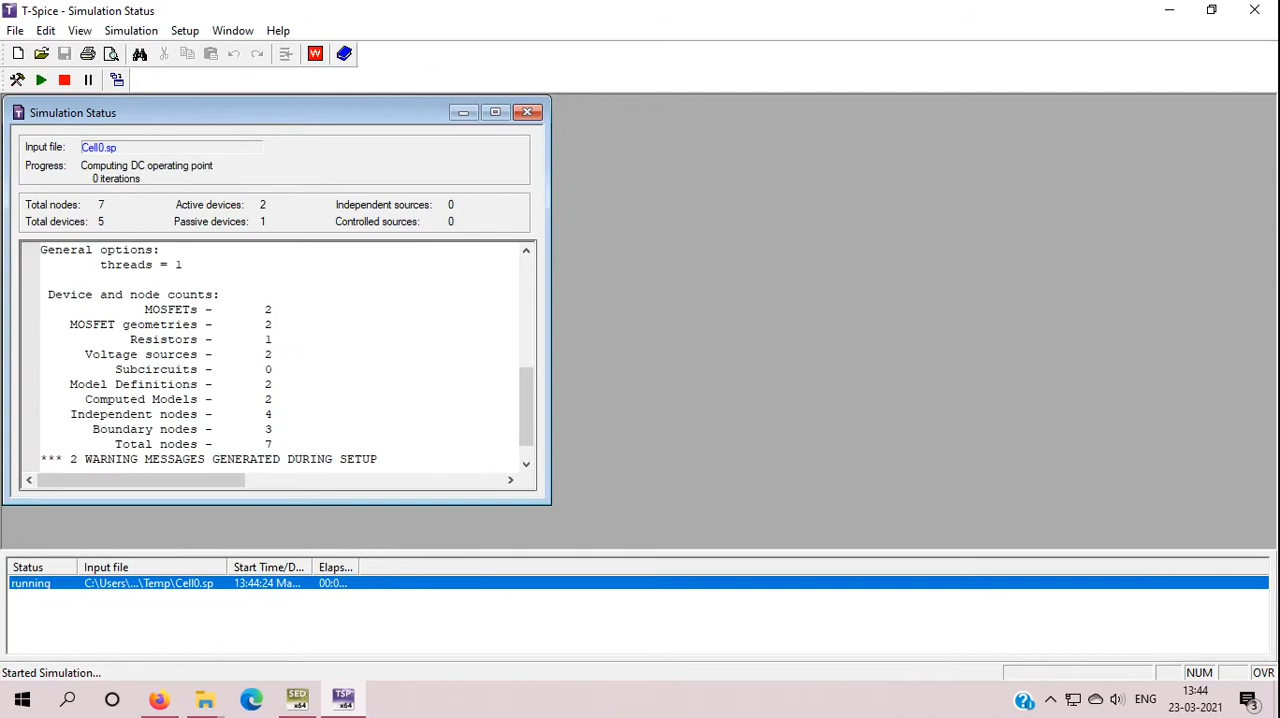 T-Spice - Simulation Status
File Edit View Simulation Setup Window Help
W
Simulation Status
Input file: Cell0.sp
Progress: Computing DC operating point
0 iterations
Total nodes: 7 Active devices: 2 Independent sources: 0
Total devices: 5 Passive devices: 1 Controlled sources: 0
General options:
threads = 1
Device and node counts:
MOSFETs - 2
MOSFET geometries - 2
Resistors - 1
Voltage sources - 2
Subcircuits - 0
Model Definitions - 2
Computed Models - 2
Independent nodes - 4
Boundary nodes - 3
Total nodes - 7
*** 2 WARNING MESSAGES GENERATED DURING SETUP
Status Input file Start Time/D... Elaps...
running C:\Users\...\Temp\Cell0.sp 13:44:24 Ma... 00:0...
Started Simulation...
NUM OVR
SED x64
TSP x64
ENG
13:44
23-03-2021
3